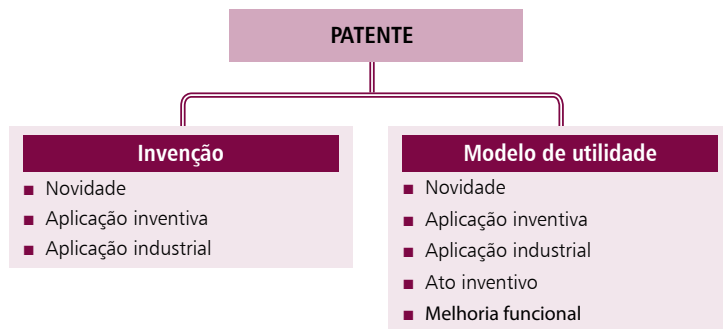 PATENTE
Invenção
Novidade
Aplicação inventiva
Aplicação industrial
Modelo de utilidade
Novidade
Aplicação inventiva
Aplicação industrial
Ato inventivo
Melhoria funcional